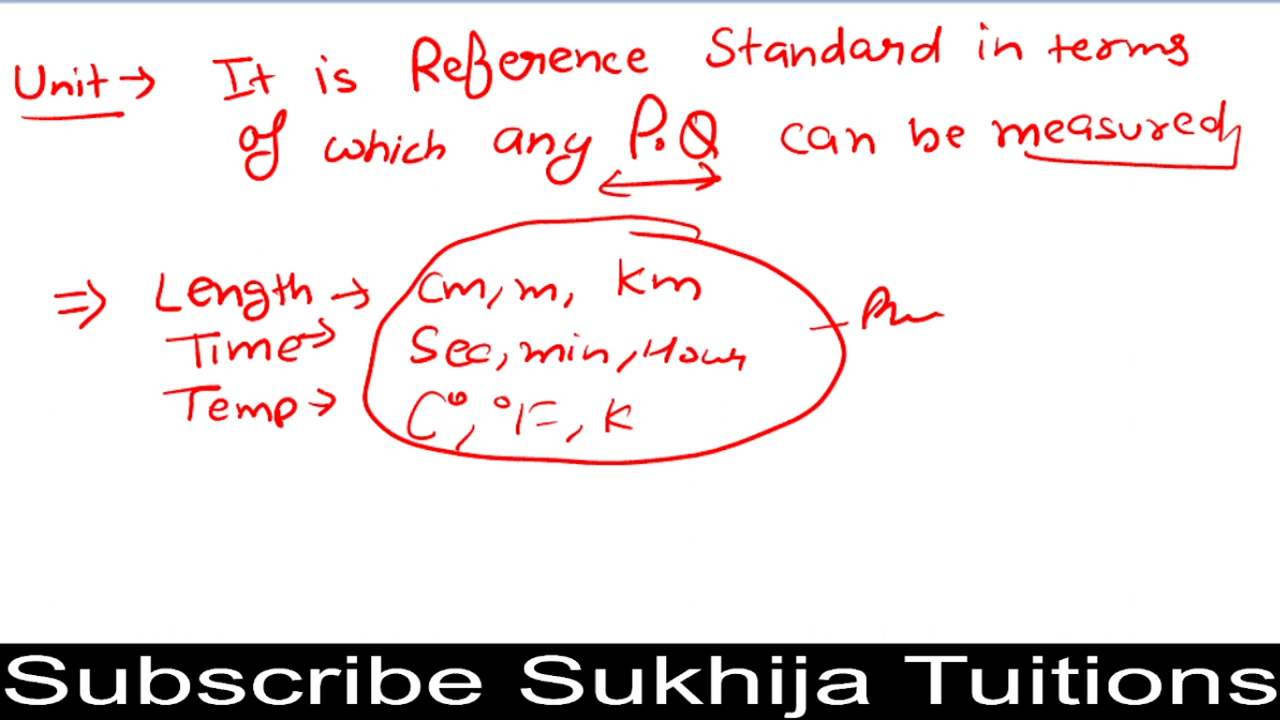 Unit → It is Reference Standard in terms
of which any P.Q can be measured,
⇒ Length → cm, m, Km
Time → Sec, min, Hour
Temp → C°, °F, K
Subscribe Sukhija Tuitions